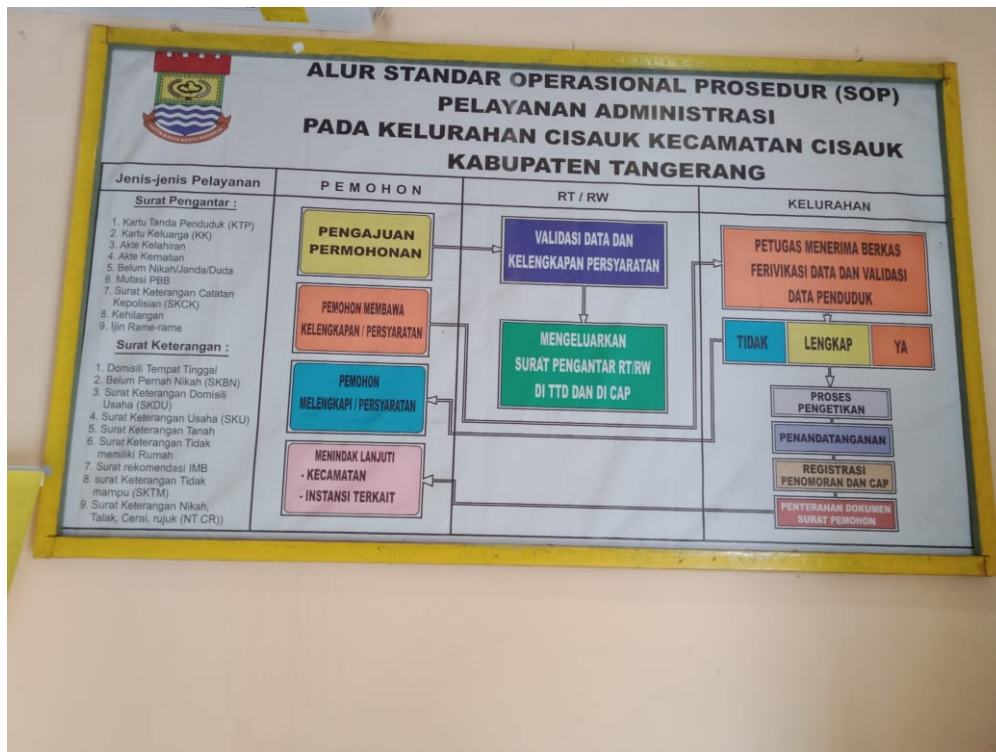 ALUR STANDAR OPERASIONAL PROSEDUR (SOP)
PELAYANAN ADMINISTRASI
PADA KELURAHAN CISAUK KECAMATAN CISAUK
KABUPATEN TANGERANG
Jenis-jenis Pelayanan
Surat Pengantar :
1. Kartu Tanda Penduduk (KTP)
2. Kartu Keluarga (KK)
3. Akte Kelahiran
4. Akte Kematian
5. Belum Nikah/Janda/Duda
6. Mutasi PBB
7. Surat Keterangan Catatan
Kepolisian (SKCK)
8. Kehilangan
9. Ijin Rame-rame
Surat Keterangan :
1. Domisili Tempat Tinggal
2. Belum Pernah Nikah (SKBN)
3. Surat Keterangan Domisili
Usaha (SKDU)
4. Surat Keterangan Usaha (SKU)
5. Surat Keterangan Tanah
6. Surat Keterangan Tidak
memiliki Rumah
7. Surat rekomendasi IMB
8. surat Keterangan Tidak
mampu (SKTM)
9. Surat Keterangan Nikah,
Talak, Cerai, rujuk (NT CR))
PEMOHON
PENGAJUAN
PERMOHONAN
PEMOHON MEMBAWA
KELENGKAPAN / PERSYARATAN
PEMOHON
MELENGKAPI / PERSYARATAN
MENINDAK LANJUTI
- KECAMATAN
- INSTANSI TERKAIT
RT / RW
VALIDASI DATA DAN
KELENGKAPAN PERSYARATAN
MENGELUARKAN
SURAT PENGANTAR RT/RW
DI TTD DAN DI CAP
KELURAHAN
PETUGAS MENERIMA BERKAS
FERIVIKASI DATA DAN VALIDASI
DATA PENDUDUK
TIDAK
LENGKAP
YA
PROSES
PENGETIKAN
PENANDATANGANAN
REGISTRASI
PENOMORAN DAN CAP
PENYERAHAN DOKUMEN
SURAT PEMOHON